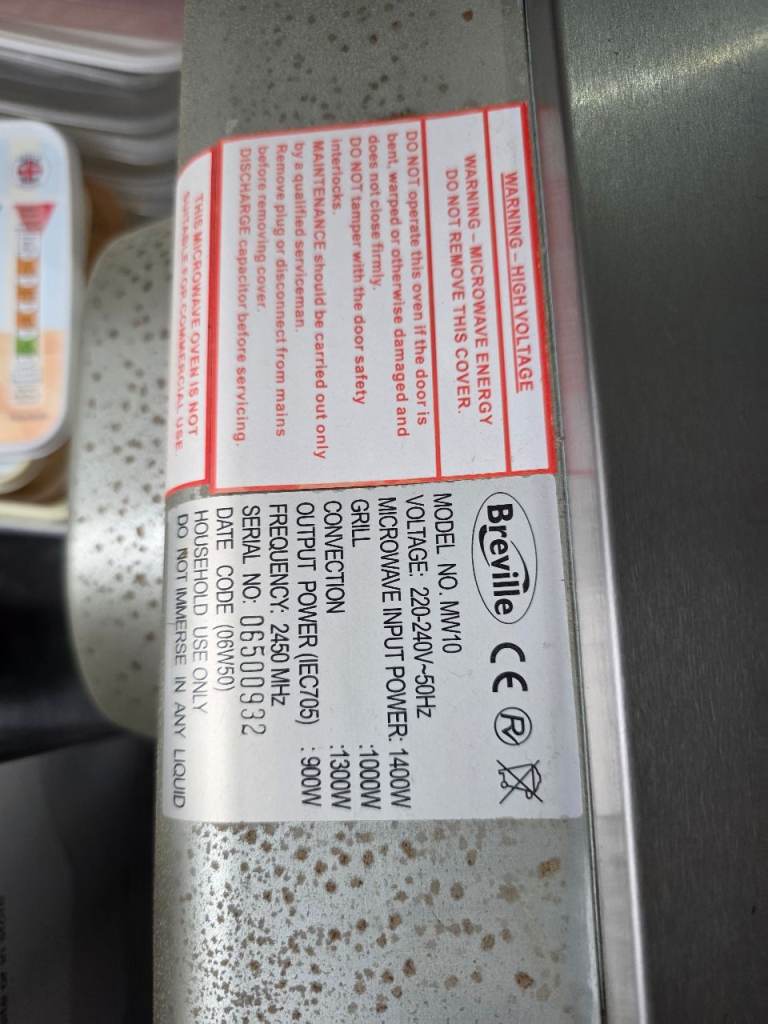 WARNING – HIGH VOLTAGE
WARNING – MICROWAVE ENERGY
DO NOT REMOVE THIS COVER.
DO NOT operate this oven if the door is
bent, warped or otherwise damaged and
does not close firmly.
DO NOT tamper with the door safety
interlocks.
MAINTENANCE should be carried out only
by a qualified serviceman.
Remove plug or disconnect from mains
before removing cover.
DISCHARGE capacitor before servicing.
THIS MICROWAVE OVEN IS NOT
SUITABLE FOR COMMERCIAL USE
Breville CE R
MODEL NO. MW10
VOLTAGE: 220-240V~50Hz
MICROWAVE INPUT POWER: 1400W
GRILL :1000W
CONVECTION :1300W
OUTPUT POWER (IEC705) : 900W
FREQUENCY: 2450 MHz
SERIAL NO: 06500932
DATE CODE (06W50)
HOUSEHOLD USE ONLY
DO NOT IMMERSE IN ANY LIQUID